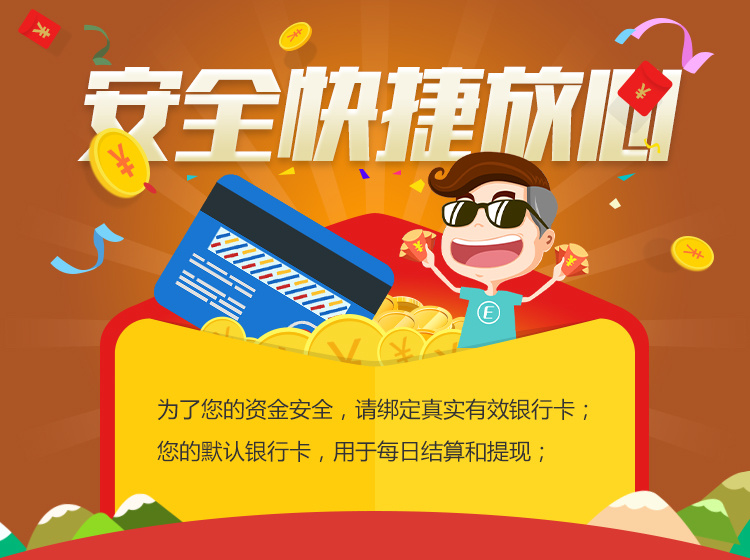 安全快捷放心
E
为了您的资金安全，请绑定真实有效银行卡；
您的默认银行卡，用于每日结算和提现；